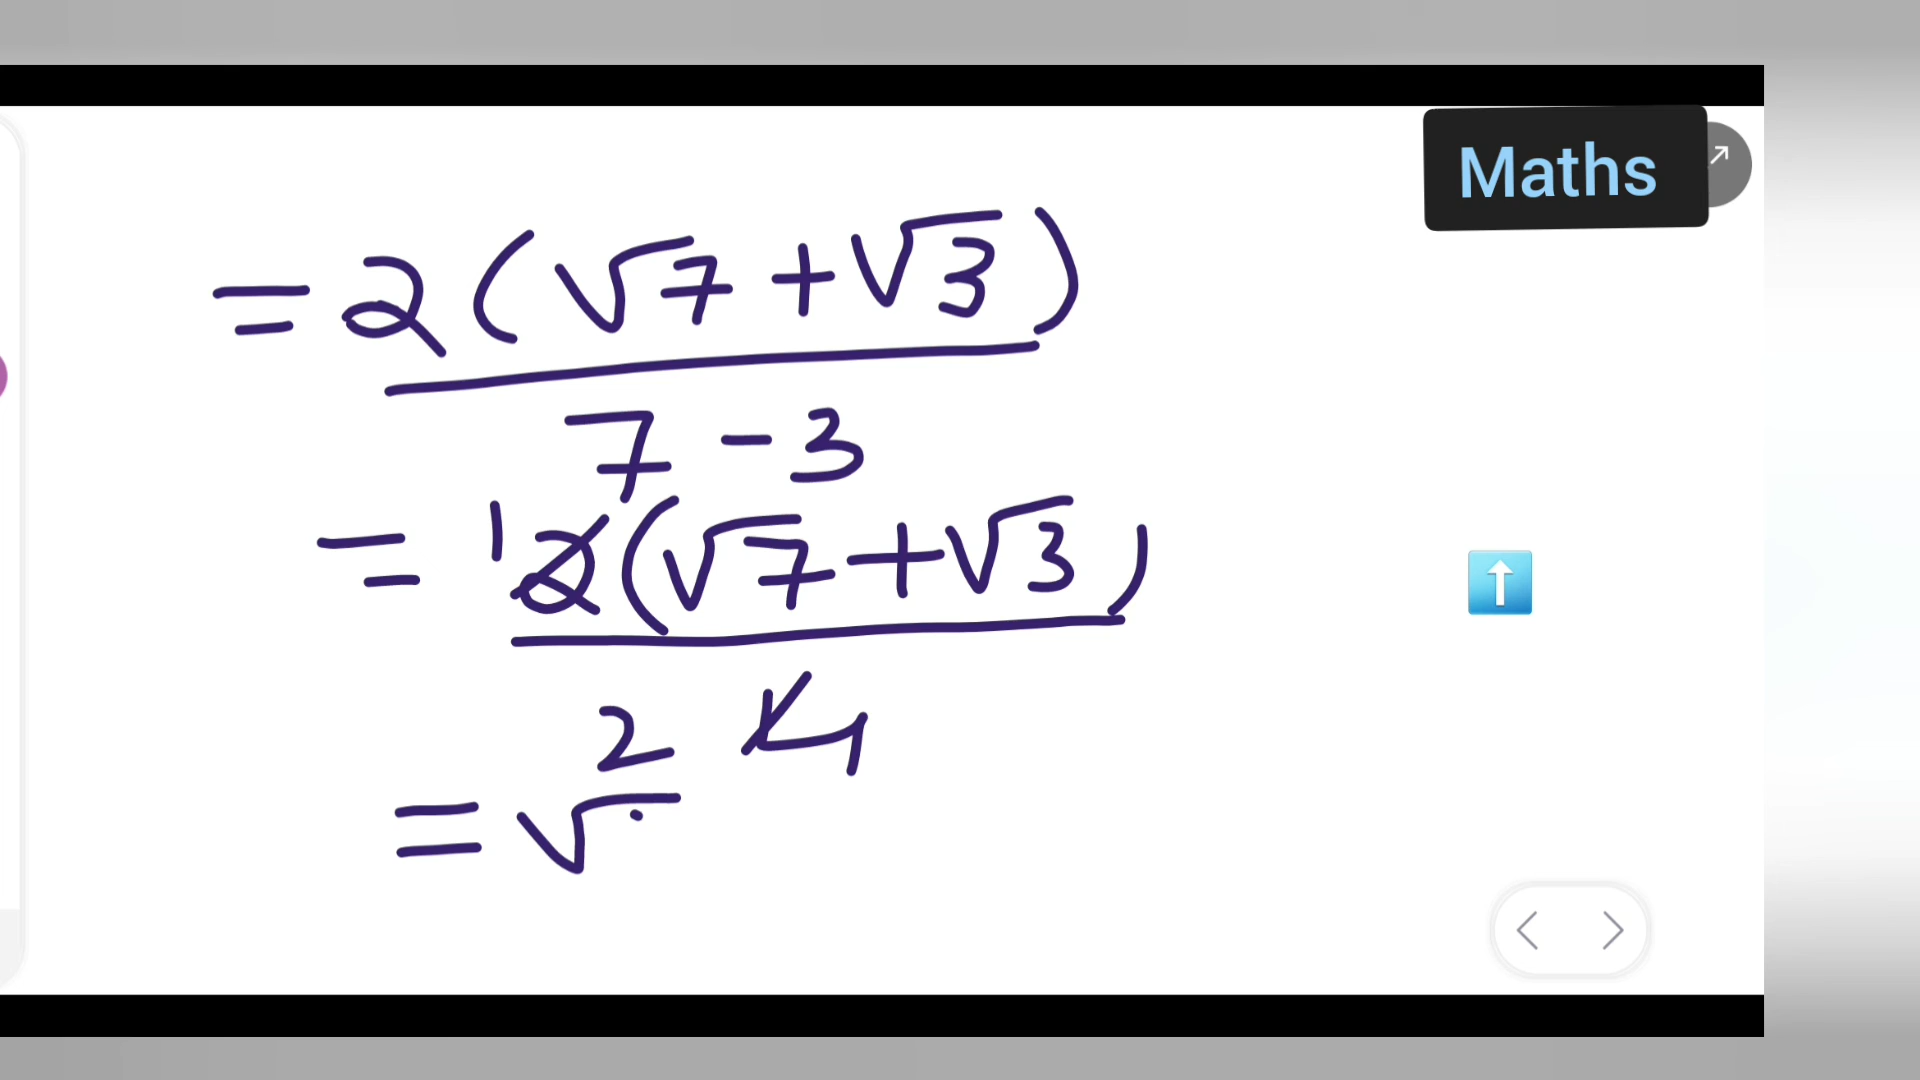 Maths
= 2(√7+√3)
7-3
= 1 2(√7+√3)
2 4
= √